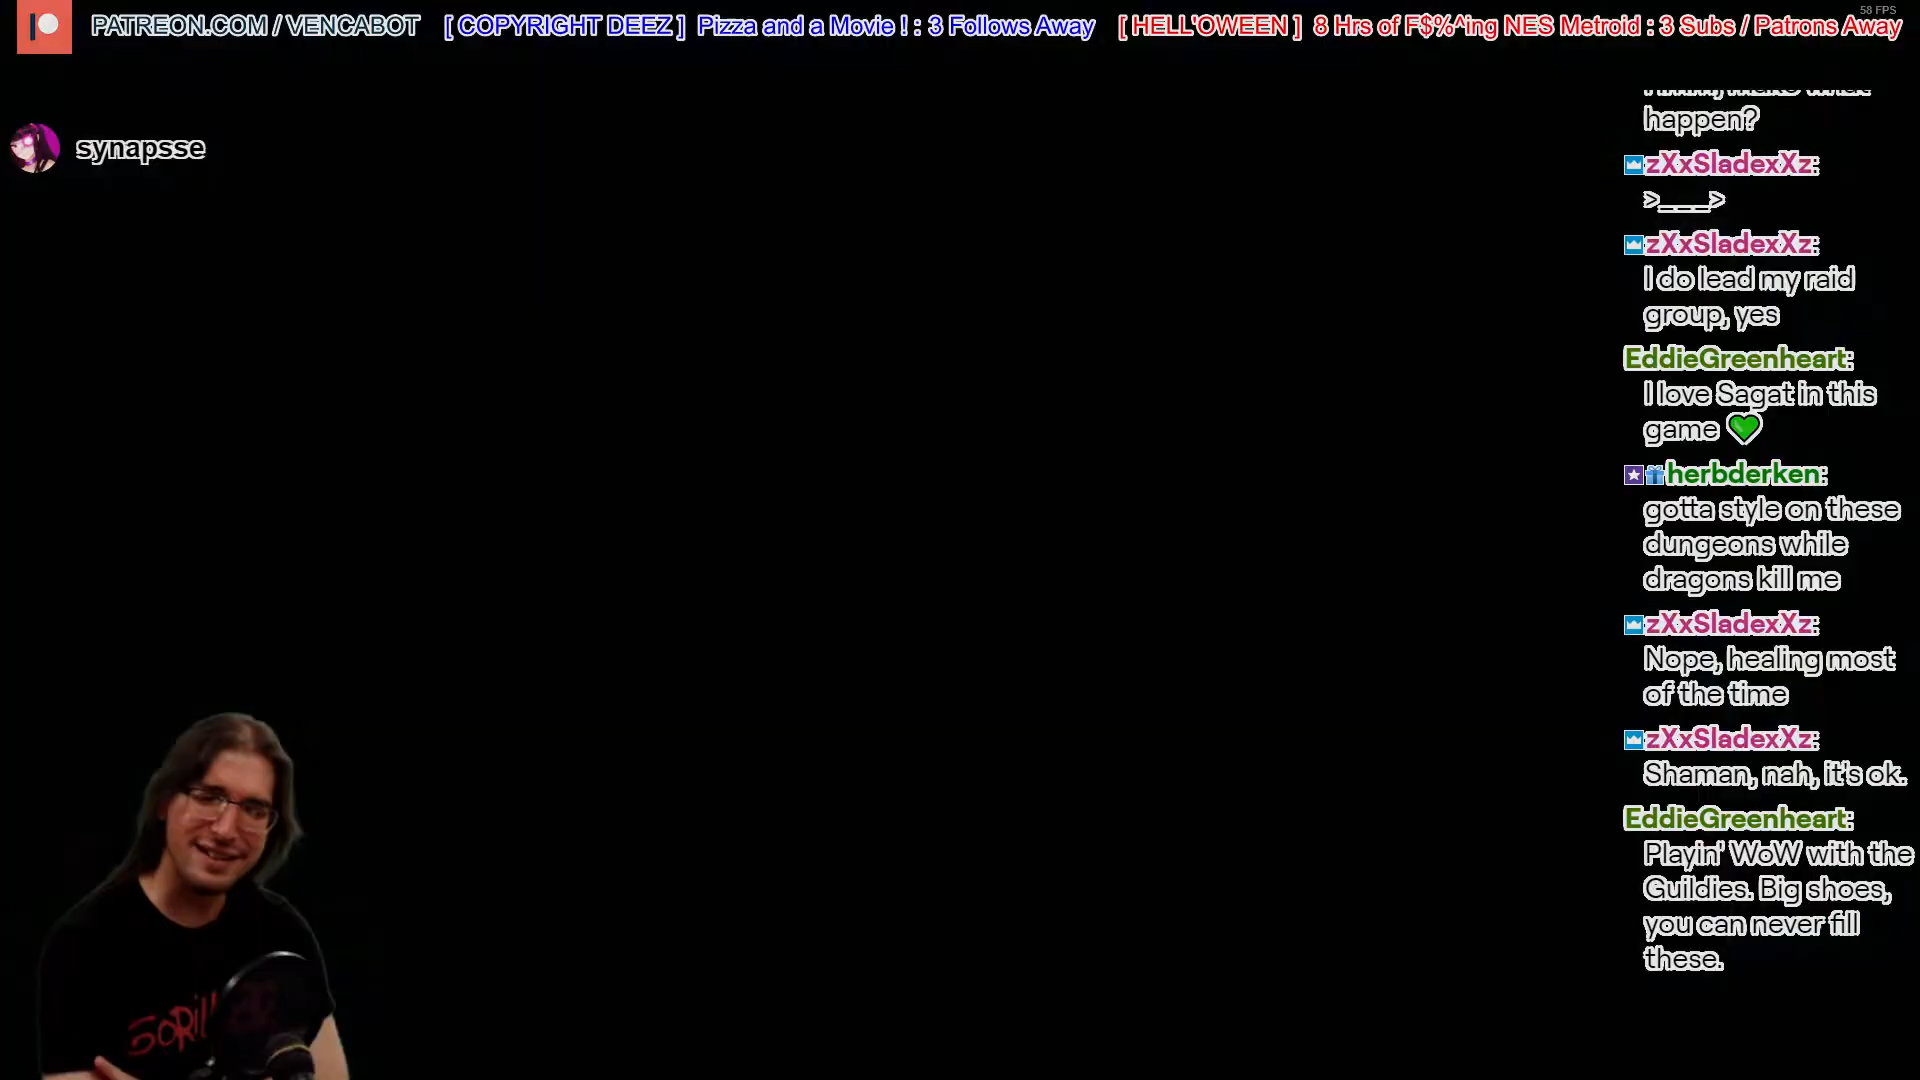 58 FPS
PATREON.COM / VENCABOT [ COPYRIGHT DEEZ ] Pizza and a Movie ! : 3 Follows Away [ HELL'OWEEN ] 8 Hrs of F$%^ing NES Metroid : 3 Subs / Patrons Away
synapsse
happen?
zXxSladexXz:
>___>
zXxSladexXz:
I do lead my raid
group, yes
EddieGreenheart:
I love Sagat in this
game 💚
herbderken:
gotta style on these
dungeons while
dragons kill me
zXxSladexXz:
Nope, healing most
of the time
zXxSladexXz:
Shaman, nah, it's ok.
EddieGreenheart:
Playin' WoW with the
Guildies. Big shoes,
you can never fill
these.